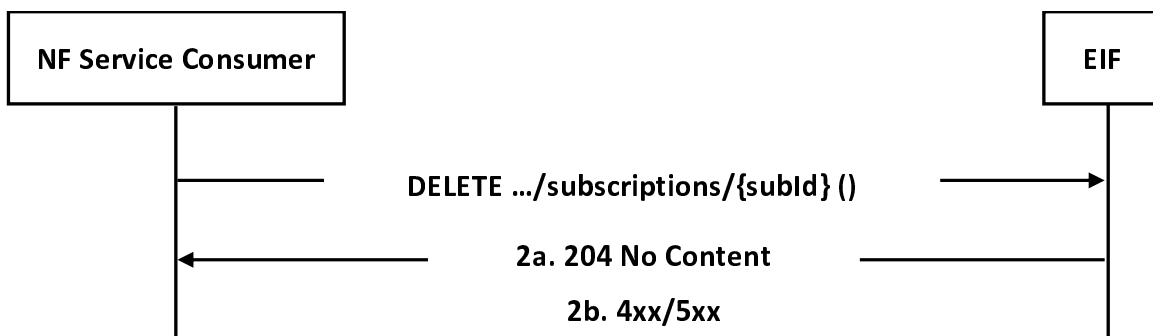 NF Service Consumer
EIF
DELETE .../subscriptions/{subId} ()
2a. 204 No Content
2b. 4xx/5xx